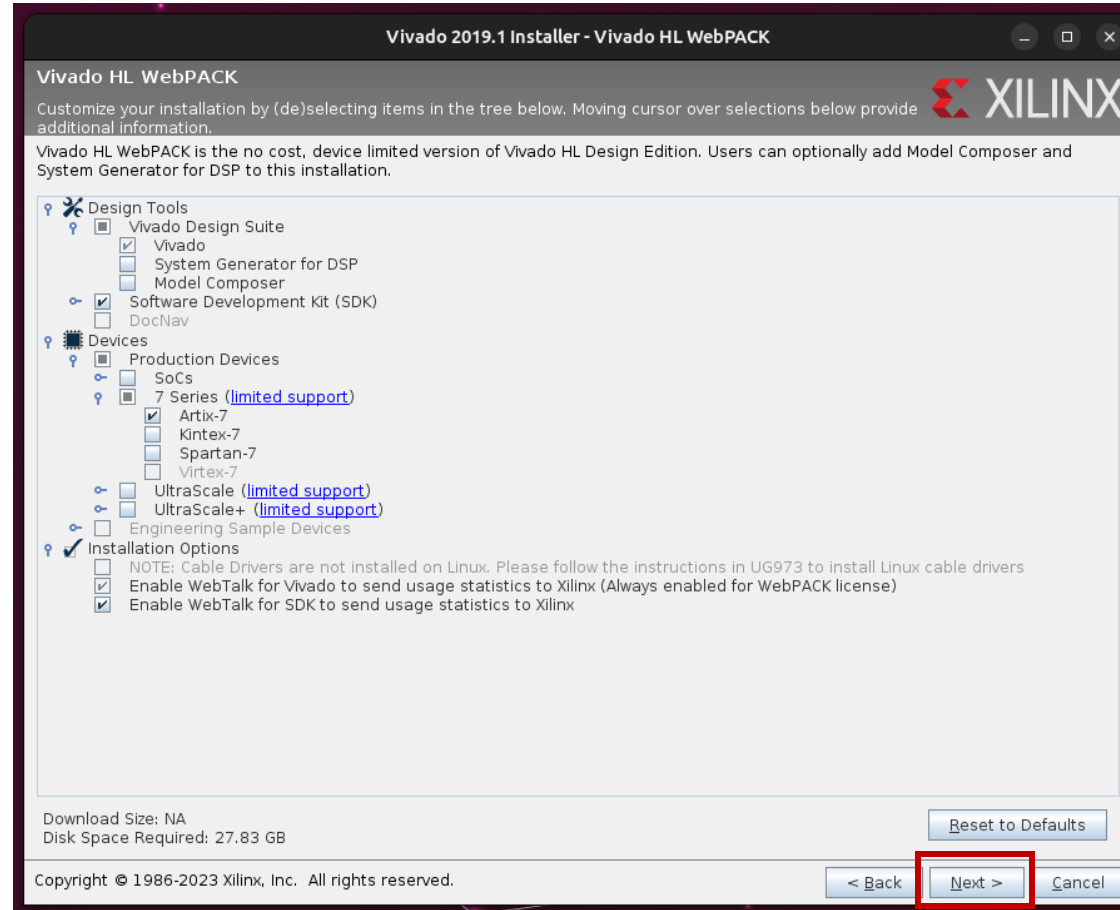 Vivado 2019.1 Installer - Vivado HL WebPACK
Vivado HL WebPACK
Customize your installation by (de)selecting items in the tree below. Moving cursor over selections below provide
additional information.
XILINX
Vivado HL WebPACK is the no cost, device limited version of Vivado HL Design Edition. Users can optionally add Model Composer and
System Generator for DSP to this installation.
Design Tools
Vivado Design Suite
Vivado
System Generator for DSP
Model Composer
Software Development Kit (SDK)
DocNav
Devices
Production Devices
SoCs
7 Series (limited support)
Artix-7
Kintex-7
Spartan-7
Virtex-7
UltraScale (limited support)
UltraScale+ (limited support)
Engineering Sample Devices
Installation Options
NOTE: Cable Drivers are not installed on Linux. Please follow the instructions in UG973 to install Linux cable drivers
Enable WebTalk for Vivado to send usage statistics to Xilinx (Always enabled for WebPACK license)
Enable WebTalk for SDK to send usage statistics to Xilinx
Download Size: NA
Disk Space Required: 27.83 GB
Reset to Defaults
Copyright © 1986-2023 Xilinx, Inc. All rights reserved.
< Back
Next >
Cancel